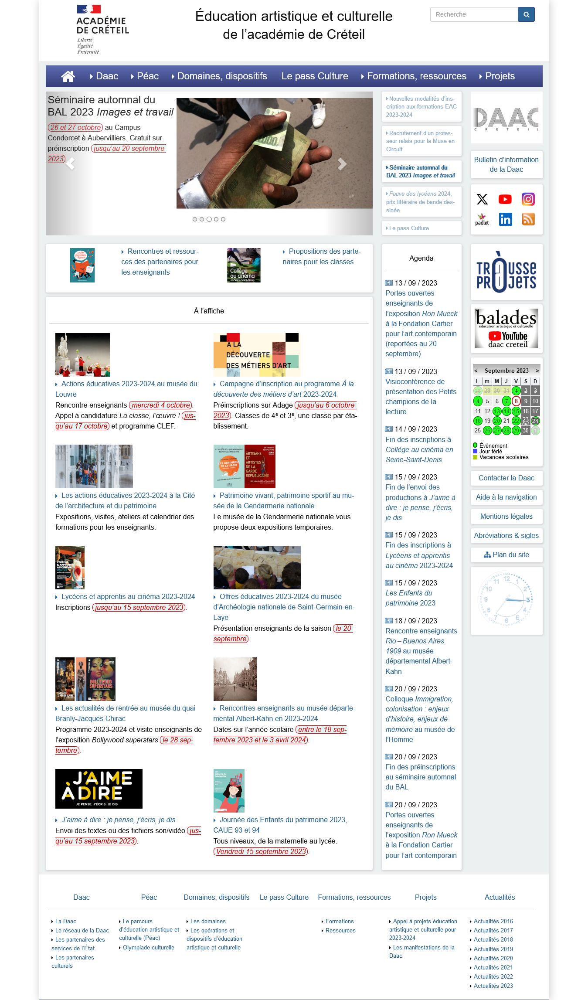 ACADÉMIE
DE CRÉTEIL
Liberté
Égalité
Fraternité
Éducation artistique et culturelle
de l’académie de Créteil
Recherche
Daac
Péac
Domaines, dispositifs
Le pass Culture
Formations, ressources
Projets
Séminaire automnal du
BAL 2023 Images et travail
26 et 27 octobre au Campus
Condorcet à Aubervilliers. Gratuit sur
préinscription jusqu’au 20 septembre
2023.
Nouvelles modalités d’ins-
cription aux formations EAC
2023-2024
Recrutement d’un profes-
seur relais pour la Muse en
Circuit
Séminaire automnal du
BAL 2023 Images et travail
Fauve des lycéens 2024,
prix littéraire de bande des-
sinée
Le pass Culture
DAAC
CRETEIL
Bulletin d’information
de la Daac
padlet
Rencontres et ressour-
ces des partenaires pour
les enseignants
Collège
au cinéma
en Seine-Saint-Denis
Propositions des parte-
naires pour les classes
À l’affiche
Actions éducatives 2023-2024 au musée du
Louvre
Rencontre enseignants mercredi 4 octobre.
Appel à candidature La classe, l’œuvre ! jus-
qu’au 17 octobre et programme CLEF.
À LA
DÉCOUVERTE
DES MÉTIERS D’ART
Campagne d’inscription au programme À la
découverte des métiers d’art 2023-2024
Préinscriptions sur Adage jusqu’au 6 octobre
2023. Classes de 4e et 3e, une classe par éta-
blissement.
Les actions éducatives 2023-2024 à la Cité
de l’architecture et du patrimoine
Expositions, visites, ateliers et calendrier des
formations pour les enseignants.
LES GENDARMES
ET LE SPORT
ARTISANS
ET
ARTISTES
DE LA
GARDE
REPUBLICAINE
Patrimoine vivant, patrimoine sportif au mu-
sée de la Gendarmerie nationale
Le musée de la Gendarmerie nationale vous
propose deux expositions temporaires.
LYCÉENS
& APPRENTIS
AU CINÉMA
Lycéens et apprentis au cinéma 2023-2024
Inscriptions jusqu’au 15 septembre 2023.
Offres éducatives 2023-2024 du musée
d’Archéologie nationale de Saint-Germain-en-
Laye
Présentation enseignants de la saison le 20
septembre.
SCOLAIRE
& PÉRISCOLAIRE
BOLLYWOOD
SUPERSTARS
Les actualités de rentrée au musée du quai
Branly-Jacques Chirac
Programme 2023-2024 et visite enseignants de
l’exposition Bollywood superstars le 28 sep-
tembre.
Rencontres enseignants au musée départe-
mental Albert-Kahn en 2023-2024
Dates sur l’année scolaire entre le 18 sep-
tembre 2023 et le 3 avril 2024.
J’AIME
À DIRE
JE PENSE. J’ÉCRIS. JE DIS
J’aime à dire : je pense, j’écris, je dis
Envoi des textes ou des fichiers son/vidéo jus-
qu’au 15 septembre 2023.
Les
Enfants du
Patrimoine
Journée des Enfants du patrimoine 2023,
CAUE 93 et 94
Tous niveaux, de la maternelle au lycée.
Vendredi 15 septembre 2023.
Agenda
13 / 09 / 2023
Portes ouvertes
enseignants de
l’exposition Ron Mueck
à la Fondation Cartier
pour l’art contemporain
(reportées au 20
septembre)
13 / 09 / 2023
Visioconférence de
présentation des Petits
champions de la
lecture
14 / 09 / 2023
Fin des inscriptions à
Collège au cinéma en
Seine-Saint-Denis
15 / 09 / 2023
Fin de l’envoi des
productions à J’aime à
dire : je pense, j’écris,
je dis
15 / 09 / 2023
Fin des inscriptions à
Lycéens et apprentis
au cinéma 2023-2024
15 / 09 / 2023
Les Enfants du
patrimoine 2023
18 / 09 / 2023
Rencontre enseignants
Rio – Buenos Aires
1909 au musée
départemental Albert-
Kahn
20 / 09 / 2023
Colloque Immigration,
colonisation : enjeux
d’histoire, enjeux de
mémoire au musée de
l’Homme
20 / 09 / 2023
Fin des préinscriptions
au séminaire automnal
du BAL
20 / 09 / 2023
Portes ouvertes
enseignants de
l’exposition Ron Mueck
à la Fondation Cartier
pour l’art contemporain
TROUSSE
À
PROJETS
balades
éducation artistique et culturelle
YouTube
daac creteil
< Septembre 2023 >
L m M J V S D
28 29 30 31 1 2 3
4 5 6 7 8 9 10
11 12 13 14 15 16 17
18 19 20 21 22 23 Aut 24
25 26 27 28 29 30 1
Évènement
Jour férié
Vacances scolaires
Contacter la Daac
Aide à la navigation
Mentions légales
Abréviations & sigles
Plan du site
12 1 2 3 4 5 6 7 8 9 10 11
Daac
Péac
Domaines, dispositifs
Le pass Culture
Formations, ressources
Projets
Actualités
La Daac
Le réseau de la Daac
Les partenaires des
services de l’État
Les partenaires
culturels
Le parcours
d’éducation artistique et
culturelle (Péac)
Olympiade culturelle
Les domaines
Les opérations et
dispositifs d’éducation
artistique et culturelle
Formations
Ressources
Appel à projets éducation
artistique et culturelle pour
2023-2024
Les manifestations de la
Daac
Actualités 2016
Actualités 2017
Actualités 2018
Actualités 2019
Actualités 2020
Actualités 2021
Actualités 2022
Actualités 2023